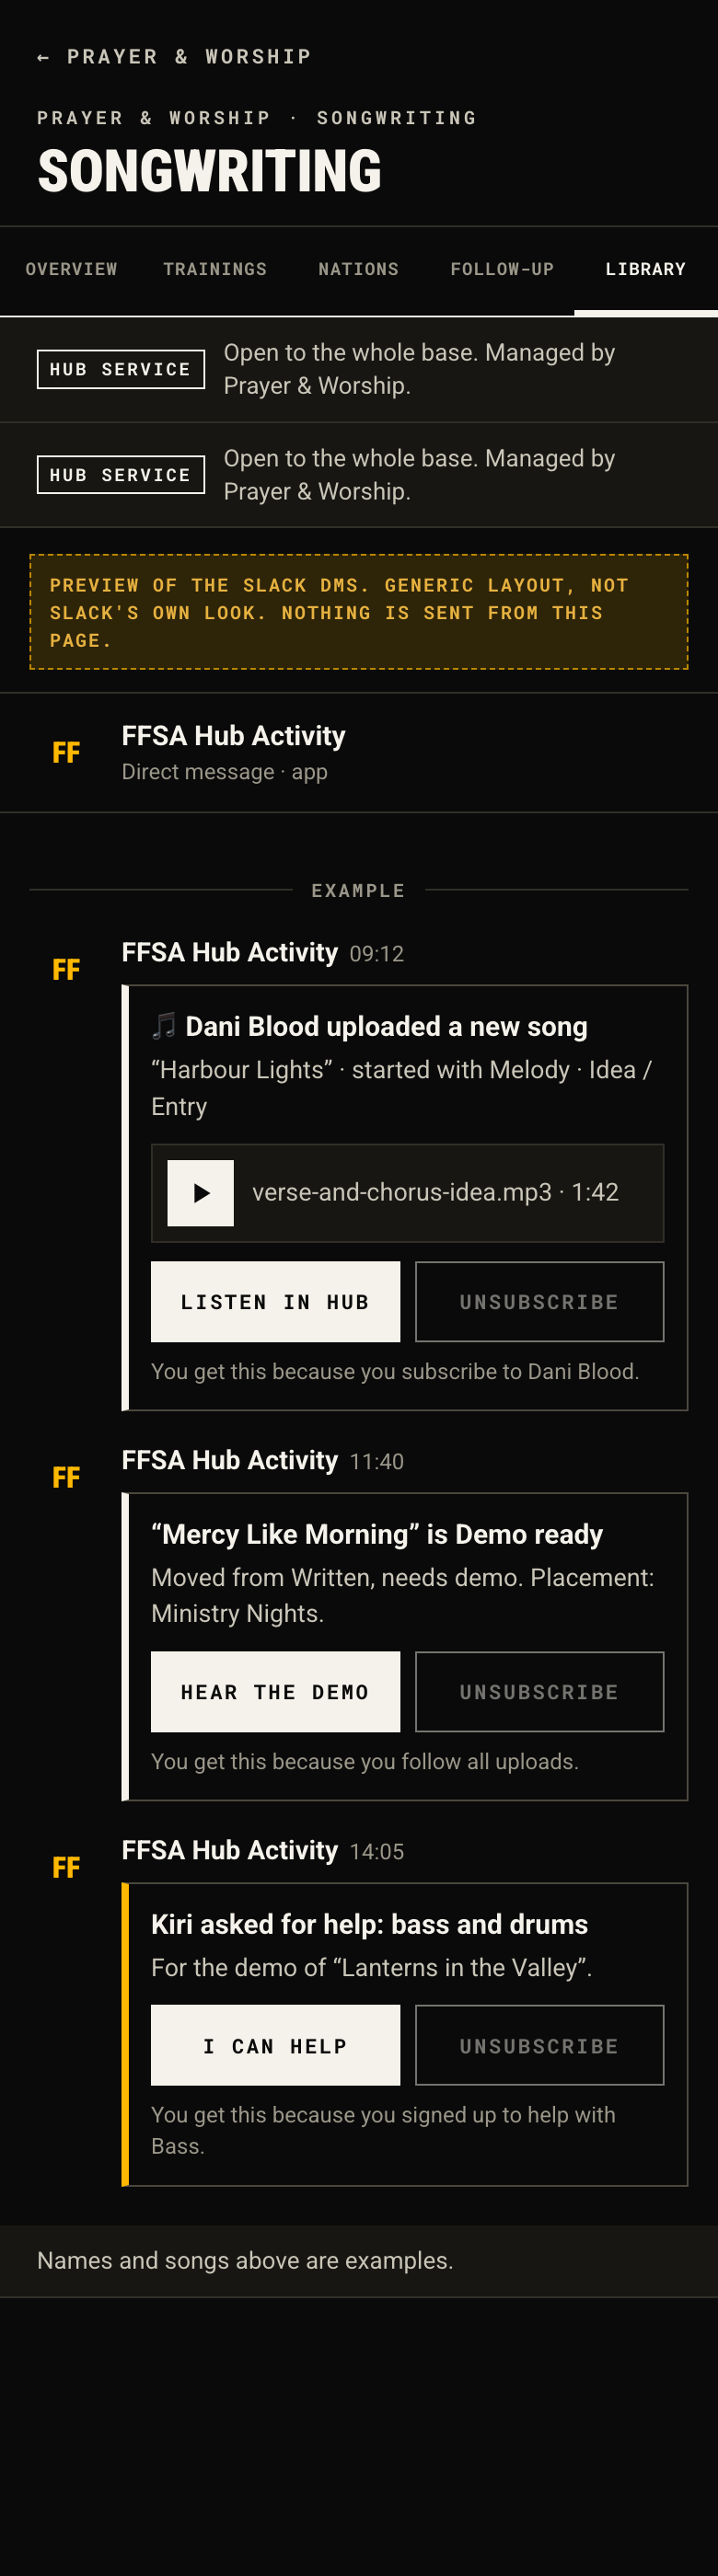 ← PRAYER & WORSHIP
PRAYER & WORSHIP · SONGWRITING
SONGWRITING
OVERVIEW TRAININGS NATIONS FOLLOW-UP LIBRARY
HUB SERVICE
Open to the whole base. Managed by
Prayer & Worship.
HUB SERVICE
Open to the whole base. Managed by
Prayer & Worship.
PREVIEW OF THE SLACK DMS. GENERIC LAYOUT, NOT
SLACK'S OWN LOOK. NOTHING IS SENT FROM THIS
PAGE.
FF
FFSA Hub Activity
Direct message · app
EXAMPLE
FF
FFSA Hub Activity 09:12
🎵 Dani Blood uploaded a new song
“Harbour Lights” · started with Melody · Idea /
Entry
verse-and-chorus-idea.mp3 · 1:42
LISTEN IN HUB UNSUBSCRIBE
You get this because you subscribe to Dani Blood.
FF
FFSA Hub Activity 11:40
“Mercy Like Morning” is Demo ready
Moved from Written, needs demo. Placement:
Ministry Nights.
HEAR THE DEMO UNSUBSCRIBE
You get this because you follow all uploads.
FF
FFSA Hub Activity 14:05
Kiri asked for help: bass and drums
For the demo of “Lanterns in the Valley”.
I CAN HELP UNSUBSCRIBE
You get this because you signed up to help with
Bass.
Names and songs above are examples.